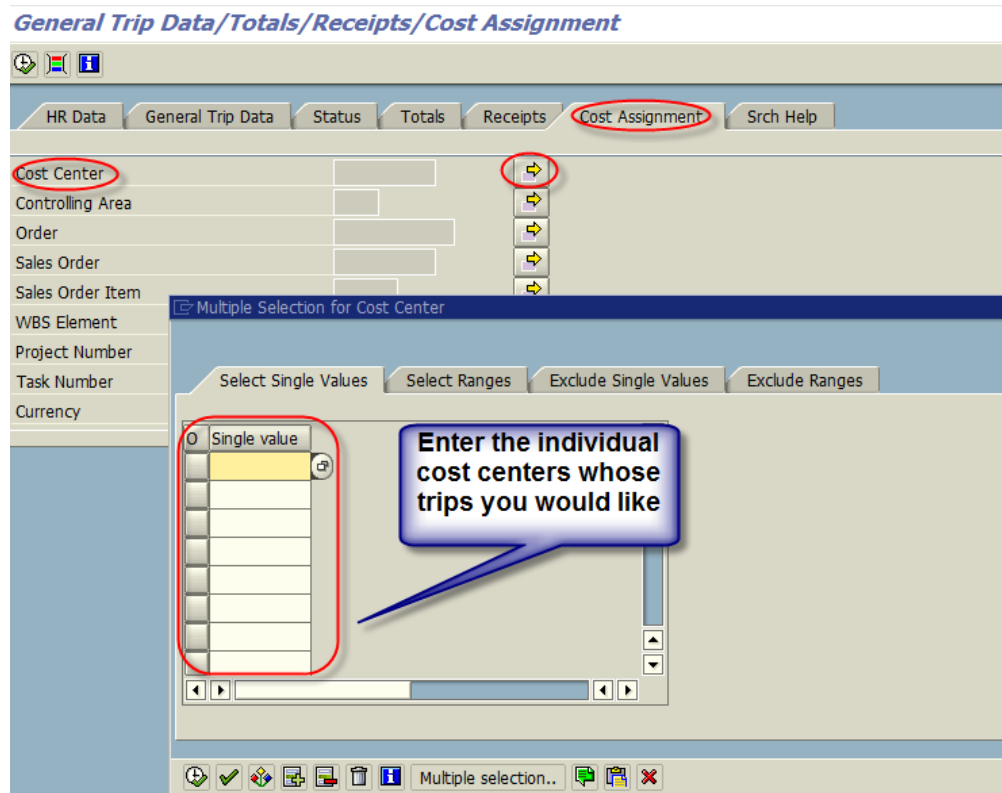 General Trip Data/Totals/Receipts/Cost Assignment
HR Data General Trip Data Status Totals Receipts Cost Assignment Srch Help
Cost Center
Controlling Area
Order
Sales Order
Sales Order Item
WBS Element
Project Number
Task Number
Currency
Multiple Selection for Cost Center
Select Single Values Select Ranges Exclude Single Values Exclude Ranges
O Single value
Enter the individual
cost centers whose
trips you would like
Multiple selection..